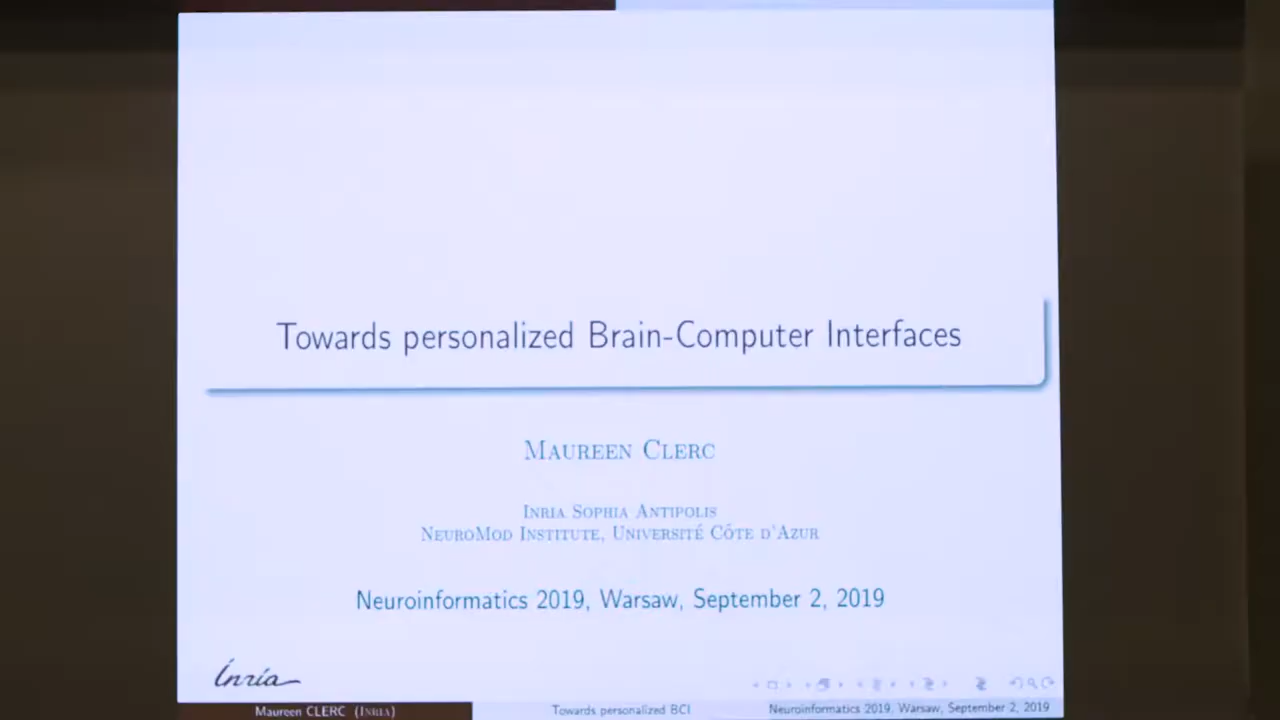 Towards personalized Brain-Computer Interfaces
MAUREEN CLERC
INRIA SOPHIA ANTIPOLIS
NEUROMOD INSTITUTE, UNIVERSITÉ CÔTE D'AZUR
Neuroinformatics 2019, Warsaw, September 2, 2019
Inria
Maureen CLERC (INRIA)
Towards personalized BCI
Neuroinformatics 2019, Warsaw, September 2, 2019